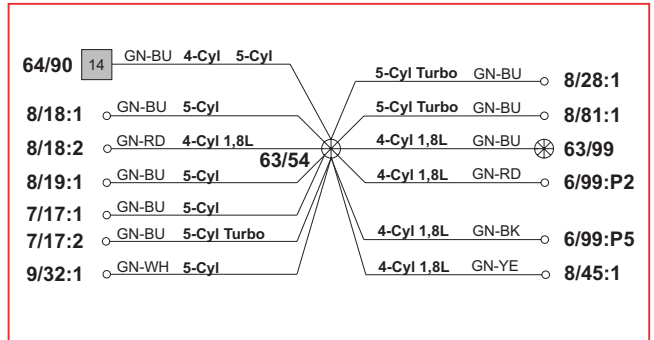 64/90 14 GN-BU 4-Cyl 5-Cyl
8/18:1 GN-BU 5-Cyl
8/18:2 GN-RD 4-Cyl 1,8L
8/19:1 GN-BU 5-Cyl
7/17:1 GN-BU 5-Cyl
7/17:2 GN-BU 5-Cyl Turbo
9/32:1 GN-WH 5-Cyl
63/54
5-Cyl Turbo GN-BU 8/28:1
5-Cyl Turbo GN-BU 8/81:1
4-Cyl 1,8L GN-BU 63/99
4-Cyl 1,8L GN-RD 6/99:P2
4-Cyl 1,8L GN-BK 6/99:P5
4-Cyl 1,8L GN-YE 8/45:1